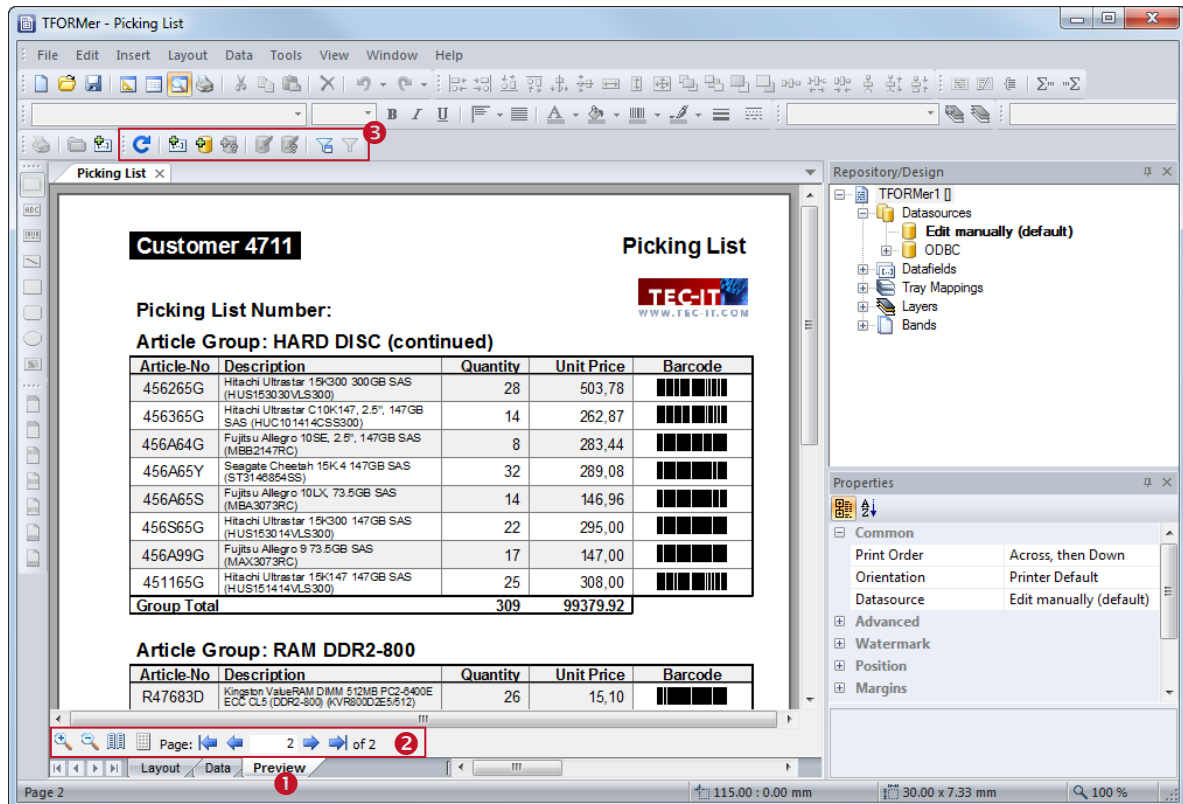 TFORMer - Picking List
File Edit Insert Layout Data Tools View Window Help
B I U A
3
Picking List
ABC
Customer 4711 Picking List
TEC-IT
WWW.TEC-IT.COM
Picking List Number:
Article Group: HARD DISC (continued)
Article-No Description Quantity Unit Price Barcode
456265G Hitachi Ultrastar 15K300 300GB SAS (HUS153030VLS300) 28 503,78
456365G Hitachi Ultrastar C10K147, 2.5", 147GB SAS (HUC101414CSS300) 14 262,87
456A64G Fujitsu Allegro 10SE, 2.5", 147GB SAS (MBB2147RC) 8 283,44
456A65Y Seagate Cheetah 15K.4 147GB SAS (ST3146854SS) 32 289,08
456A65S Fujitsu Allegro 10LX, 73.5GB SAS (MBA3073RC) 14 146,96
456S65G Hitachi Ultrastar 15K300 147GB SAS (HUS153014VLS300) 22 295,00
456A99G Fujitsu Allegro 9 73.5GB SAS (MAX3073RC) 17 147,00
451165G Hitachi Ultrastar 15K147 147GB SAS (HUS151414VLS300) 25 308,00
Group Total 309 99379.92
Article Group: RAM DDR2-800
Article-No Description Quantity Unit Price Barcode
R47683D Kingston ValueRAM DIMM 512MB PC2-6400E ECC CL5 (DDR2-800) (KVR800D2E5/512) 26 15,10
Page: 2 of 2 2
Layout Data Preview
1
Repository/Design
TFORMer1 []
Datasources
Edit manually (default)
ODBC
Datafields
Tray Mappings
Layers
Bands
Properties
Common
Print Order Across, then Down
Orientation Printer Default
Datasource Edit manually (default)
Advanced
Watermark
Position
Margins
Page 2 115.00 : 0.00 mm 30.00 x 7.33 mm 100 %